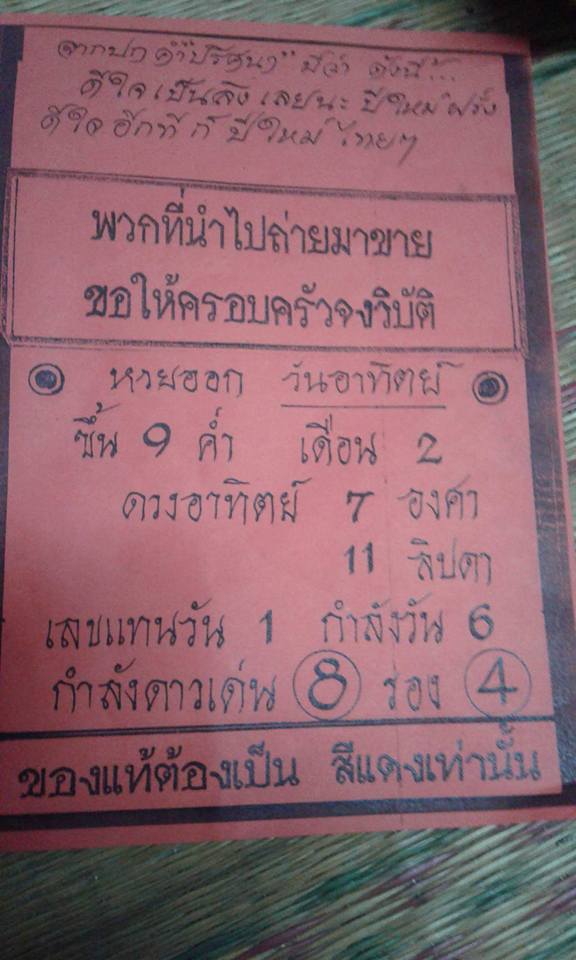 จากปก คำ"ปริศนา" มีว่า ดังนี้...
ดีใจเป็นลิงเลยนะ ปีใหม่ฝรั่ง
ดีใจอีกที ก็ ปีใหม่ ไทยๆ
พวกที่นำไปถ่ายมาขาย
ขอให้ครอบครัวจงวิบัติ
หวยออก วันอาทิตย์
ขึ้น 9 ค่ำ เดือน 2
ดวงอาทิตย์ 7 องศา
11 ลิปดา
เลขแทนวัน 1 กำลังวัน 6
กำลังดาวเด่น 8 รอง 4
ของแท้ต้องเป็น สีแดงเท่านั้น